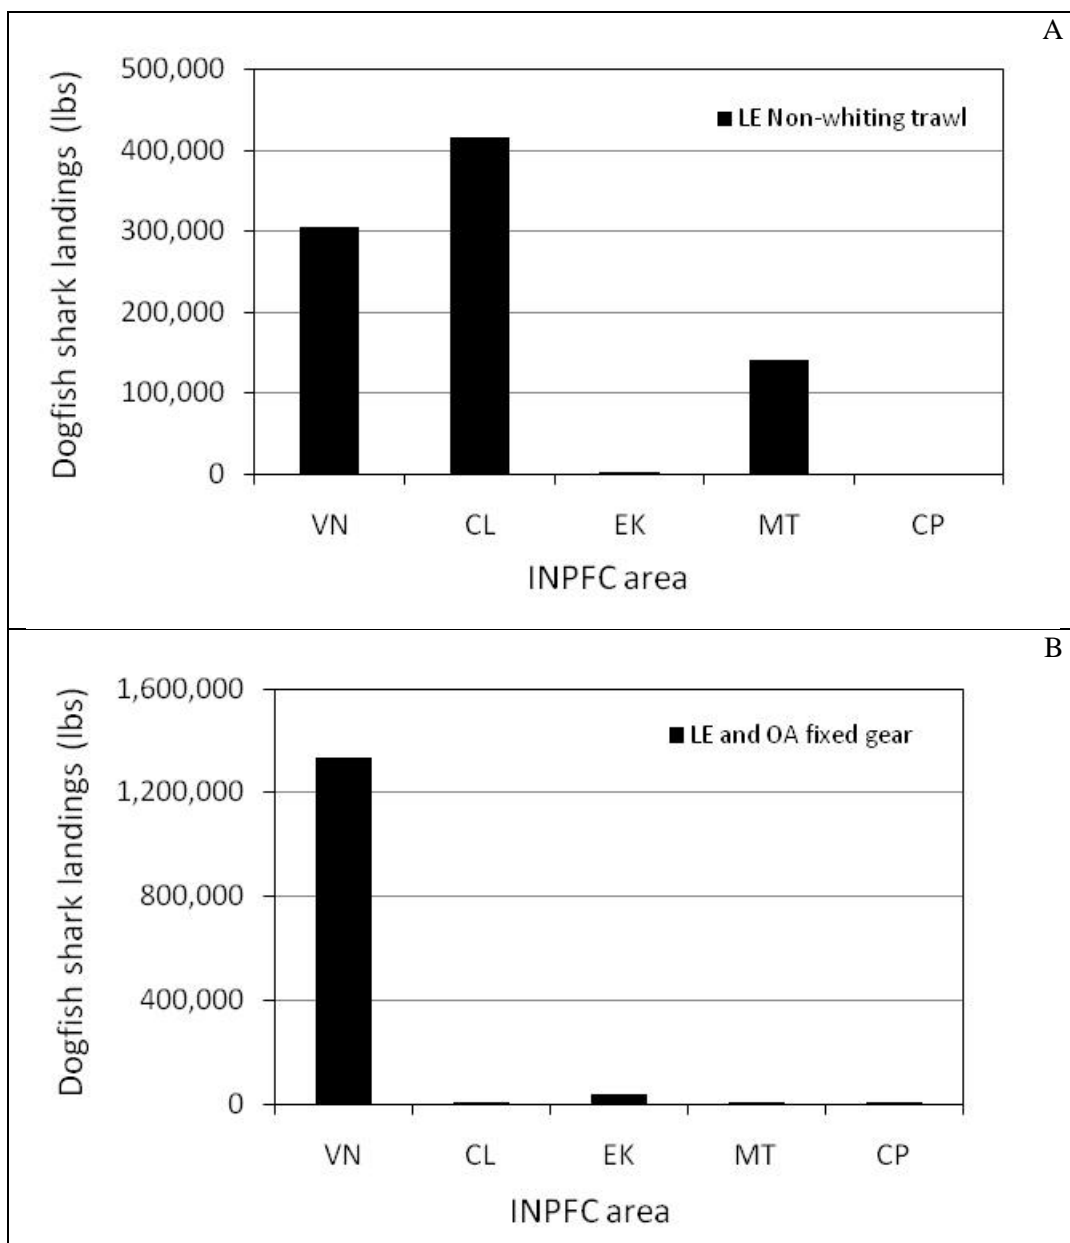 A
Dogfish shark landings (lbs)
500,000
400,000
300,000
200,000
100,000
0
LE Non-whiting trawl
VN CL EK MT CP
INPFC area
B
Dogfish shark landings (lbs)
1,600,000
1,200,000
800,000
400,000
0
LE and OA fixed gear
VN CL EK MT CP
INPFC area